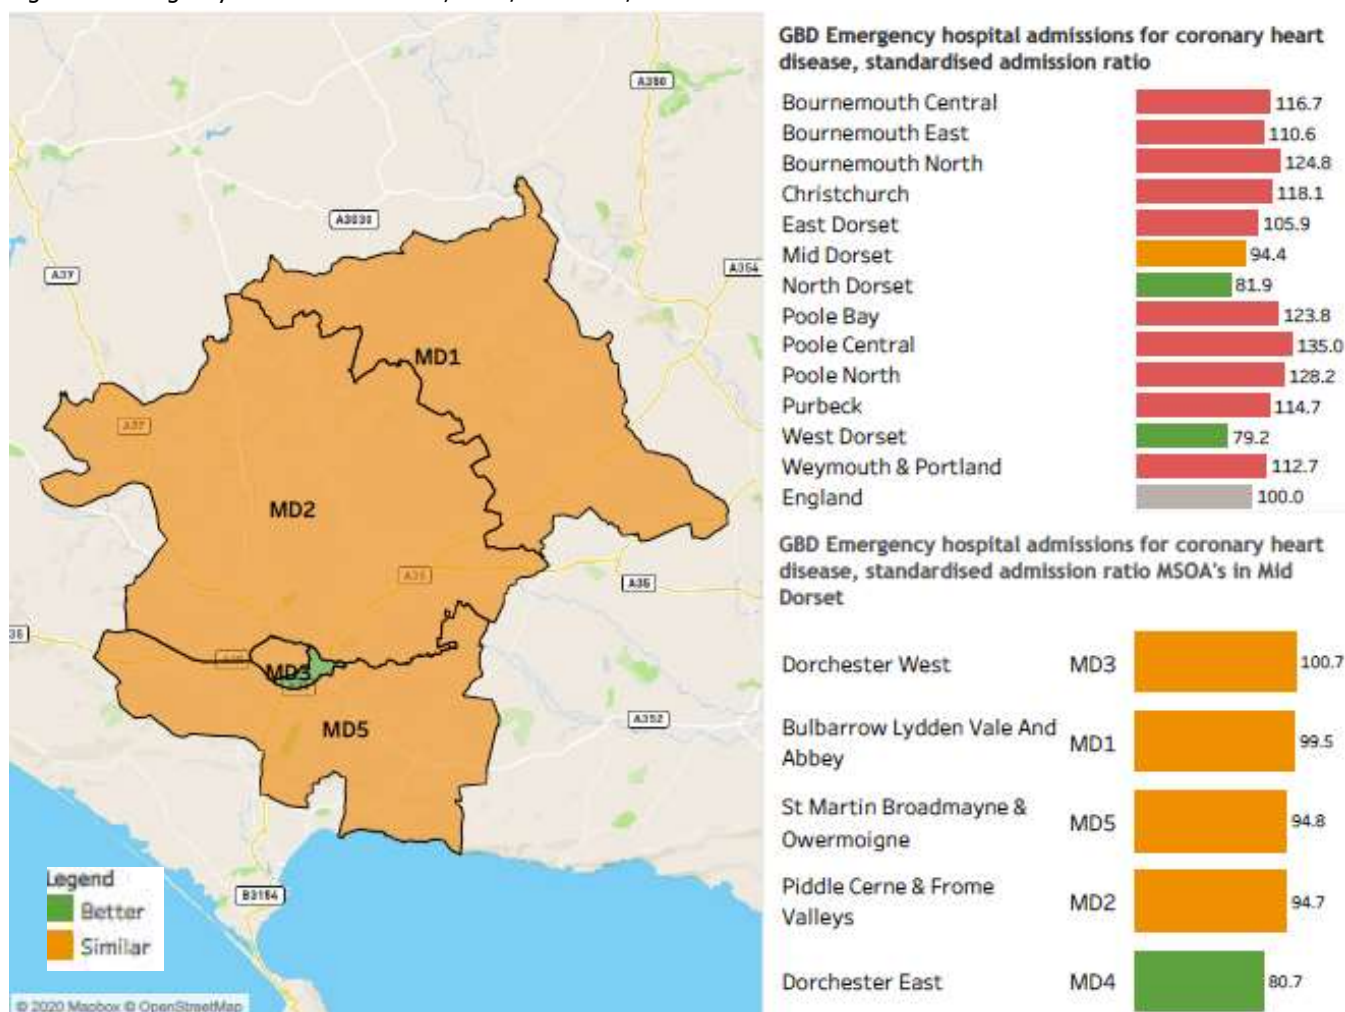 GBD Emergency hospital admissions for coronary heart
disease, standardised admission ratio
Bournemouth Central 116.7
Bournemouth East 110.6
Bournemouth North 124.8
Christchurch 118.1
East Dorset 105.9
Mid Dorset 94.4
North Dorset 81.9
Poole Bay 123.8
Poole Central 135.0
Poole North 128.2
Purbeck 114.7
West Dorset 79.2
Weymouth & Portland 112.7
England 100.0
GBD Emergency hospital admissions for coronary heart
disease, standardised admission ratio MSOA's in Mid
Dorset
Dorchester West MD3 100.7
Bulbarrow Lydden Vale And
Abbey MD1 99.5
St Martin Broadmayne &
Owermoigne MD5 94.8
Piddle Cerne & Frome
Valleys MD2 94.7
Dorchester East MD4 80.7
A350
A3030
A37
A354
MD1
A37
MD2
A35
A35
MD3
MD5
A352
B3154
Legend
Better
Similar
© 2020 Mapbox © OpenStreetMap